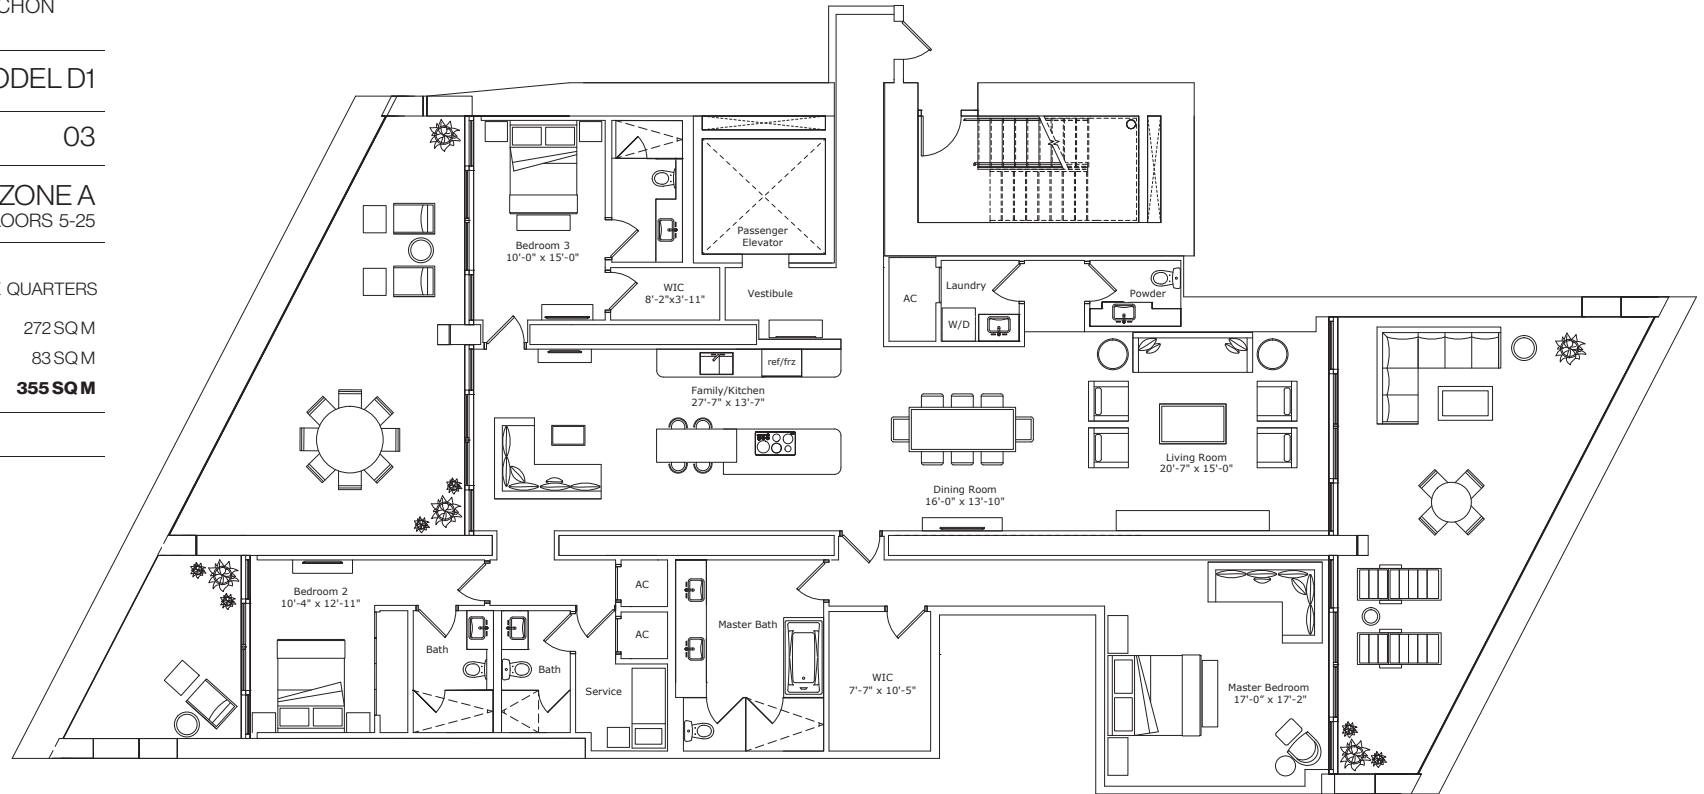 CHON
ODEL D1
03
ZONE A
OORS 5-25
QUARTERS
272 SQ M
83 SQ M
355 SQ M
Bedroom 3
10'-0" x 15'-0"
WIC
8'-2"x3'-11"
Passenger
Elevator
Vestibule
AC
Laundry
W/D
Powder
ref/frz
Family/Kitchen
27'-7" x 13'-7"
Dining Room
16'-0" x 13'-10"
Living Room
20'-7" x 15'-0"
Bedroom 2
10'-4" x 12'-11"
Bath
Bath
Service
AC
AC
Master Bath
WIC
7'-7" x 10'-5"
Master Bedroom
17'-0" x 17'-2"